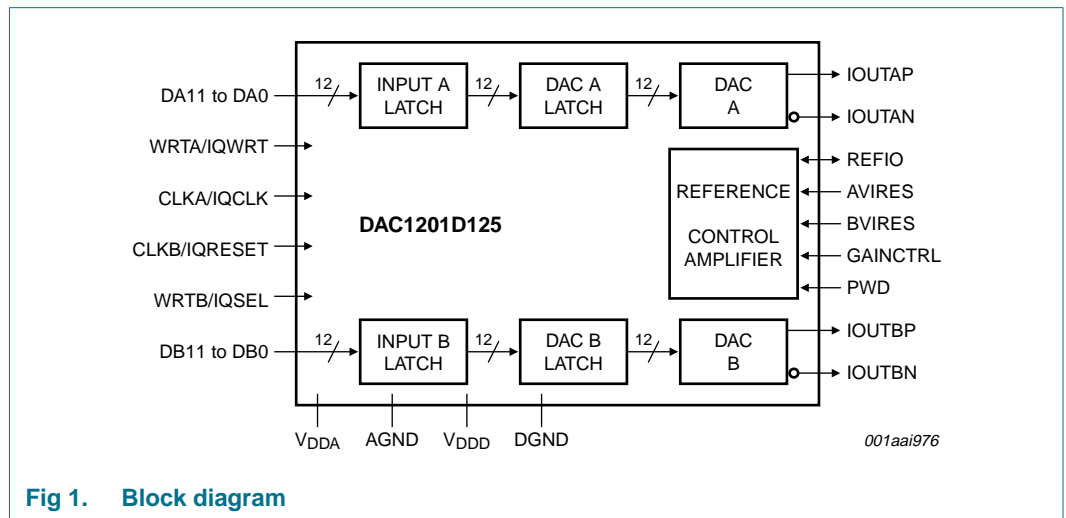 DA11 to DA0
12
INPUT A
LATCH
12
DAC A
LATCH
12
DAC
A
IOUTAP
IOUTAN
WRTA/IQWRT
CLKA/IQCLK
CLKB/IQRESET
WRTB/IQSEL
DAC1201D125
REFERENCE
CONTROL
AMPLIFIER
REFIO
AVIRES
BVIRES
GAINCTRL
PWD
DB11 to DB0
12
INPUT B
LATCH
12
DAC B
LATCH
12
DAC
B
IOUTBP
IOUTBN
VDDA
AGND
VDDD
DGND
001aai976
Fig 1. Block diagram